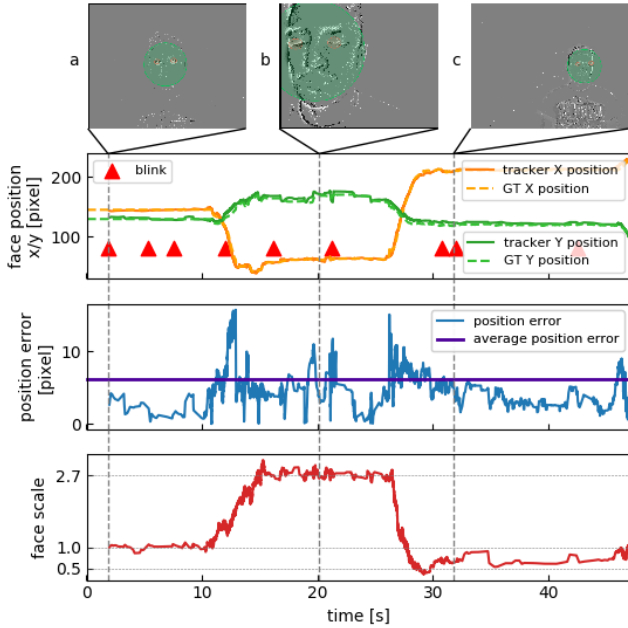 a
b
c
200
100
face position
x/y [pixel]
blink
tracker X position
GT X position
tracker Y position
GT Y position
10
0
position error
[pixel]
position error
average position error
2.7
1.0
0.5
face scale
0
10
20
30
40
time [s]